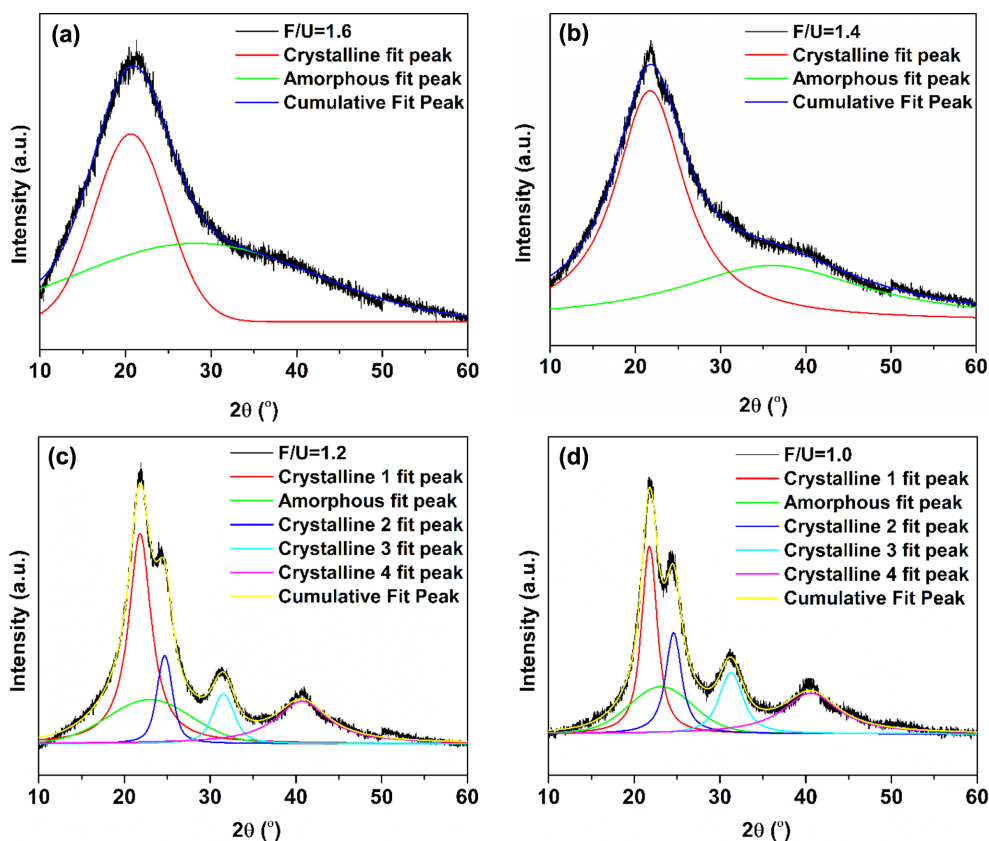 (a)
F/U=1.6
Crystalline fit peak
Amorphous fit peak
Cumulative Fit Peak
Intensity (a.u.)
10 20 30 40 50 60
2θ (°)
(b)
F/U=1.4
Crystalline fit peak
Amorphous fit peak
Cumulative Fit Peak
Intensity (a.u.)
10 20 30 40 50 60
2θ (°)
(c)
F/U=1.2
Crystalline 1 fit peak
Amorphous fit peak
Crystalline 2 fit peak
Crystalline 3 fit peak
Crystalline 4 fit peak
Cumulative Fit Peak
Intensity (a.u.)
10 20 30 40 50 60
2θ (°)
(d)
F/U=1.0
Crystalline 1 fit peak
Amorphous fit peak
Crystalline 2 fit peak
Crystalline 3 fit peak
Crystalline 4 fit peak
Cumulative Fit Peak
Intensity (a.u.)
10 20 30 40 50 60
2θ (°)